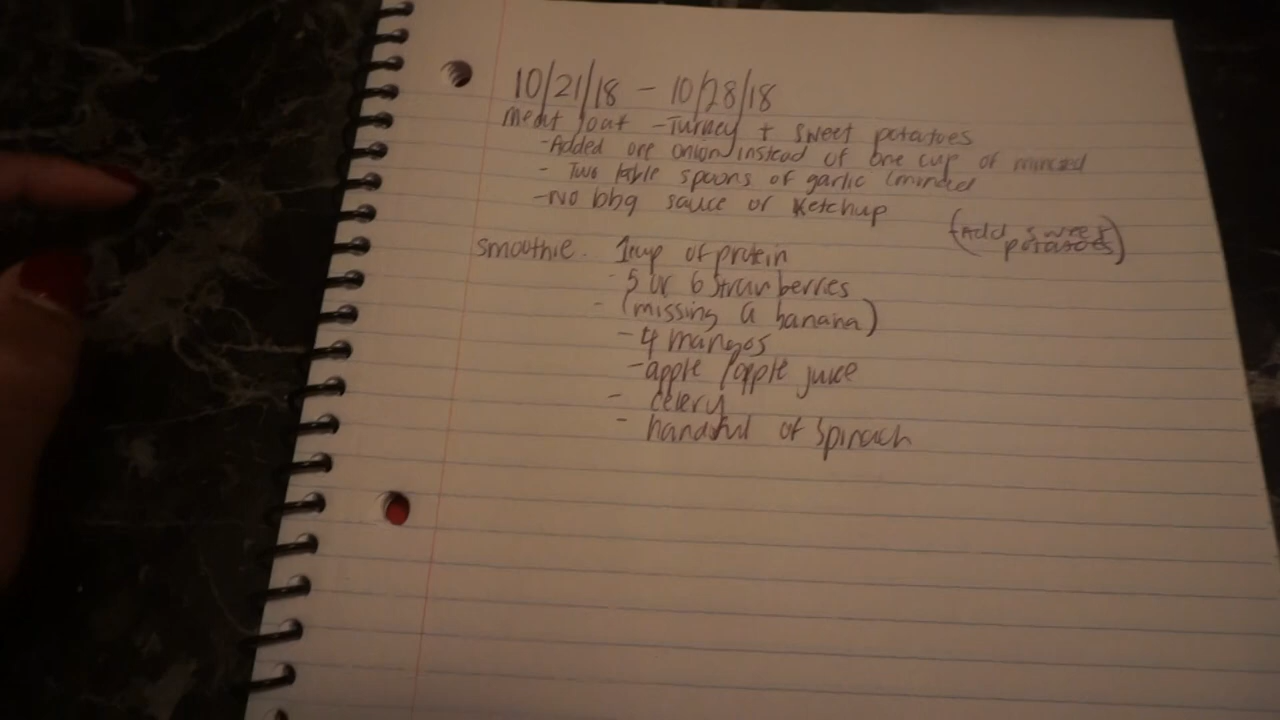 10/21/18 - 10/28/18
meat loaf - Turkey + sweet potatoes
- Added one onion instead of one cup of minced
- Two table spoons of garlic (minced
- No bbq sauce or Ketchup
(Add sweet
potatoes)
smoothie. 1cup of protein
- 5 or 6 strawberries
- (missing a banana)
- 4 mangos
- apple / apple juice
- celery
- handful of spinach